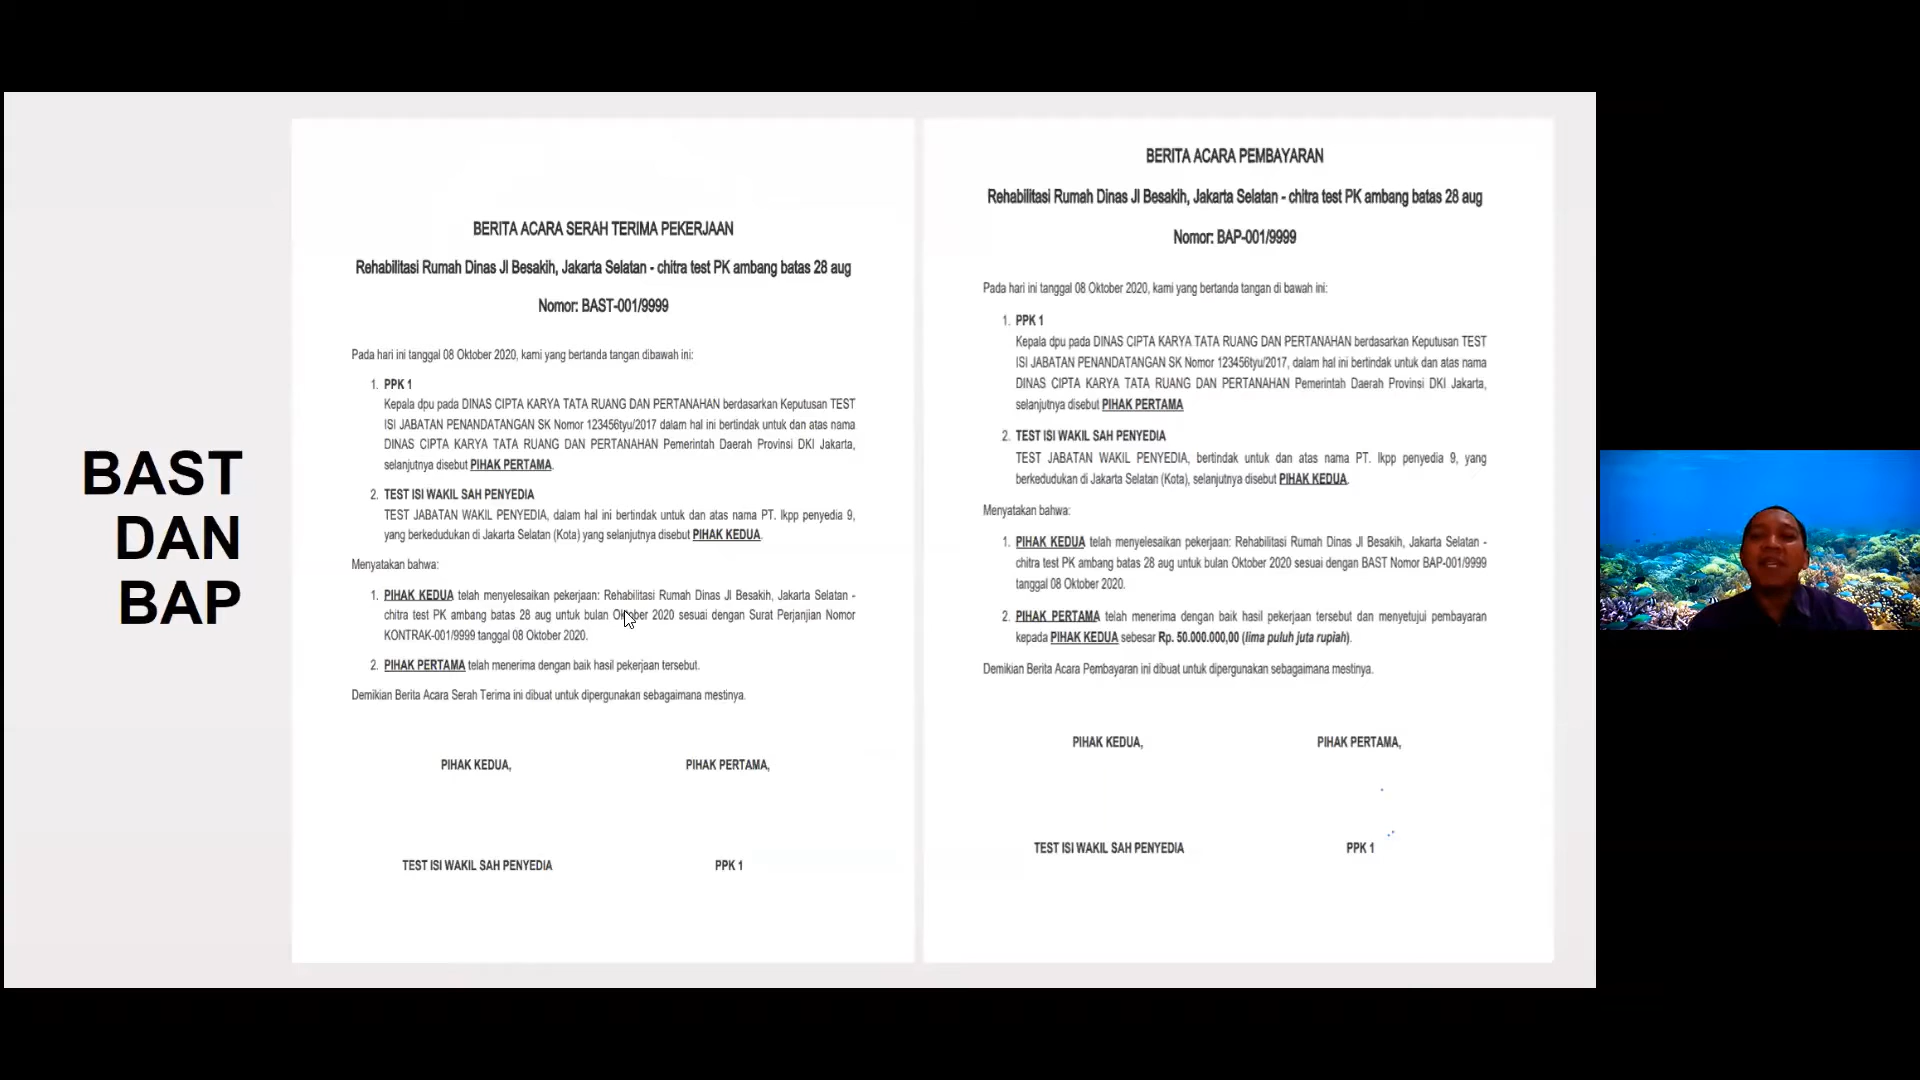 BAST
DAN
BAP
BERITA ACARA SERAH TERIMA PEKERJAAN
Rehabilitasi Rumah Dinas Jl Besakih, Jakarta Selatan - chitra test PK ambang batas 28 aug
Nomor: BAST-001/9999
Pada hari ini tanggal 08 Oktober 2020, kami yang bertanda tangan dibawah ini:
1. PPK 1
Kepala dpu pada DINAS CIPTA KARYA TATA RUANG DAN PERTANAHAN berdasarkan Keputusan TEST
ISI JABATAN PENANDATANGAN SK Nomor 123456tyu/2017 dalam hal ini bertindak untuk dan atas nama
DINAS CIPTA KARYA TATA RUANG DAN PERTANAHAN Pemerintah Daerah Provinsi DKI Jakarta,
selanjutnya disebut PIHAK PERTAMA.
2. TEST ISI WAKIL SAH PENYEDIA
TEST JABATAN WAKIL PENYEDIA, dalam hal ini bertindak untuk dan atas nama PT. lkpp penyedia 9,
yang berkedudukan di Jakarta Selatan (Kota) yang selanjutnya disebut PIHAK KEDUA.
Menyatakan bahwa:
1. PIHAK KEDUA telah menyelesaikan pekerjaan: Rehabilitasi Rumah Dinas Jl Besakih, Jakarta Selatan -
chitra test PK ambang batas 28 aug untuk bulan Oktober 2020 sesuai dengan Surat Perjanjian Nomor
KONTRAK-001/9999 tanggal 08 Oktober 2020.
2. PIHAK PERTAMA telah menerima dengan baik hasil pekerjaan tersebut.
Demikian Berita Acara Serah Terima ini dibuat untuk dipergunakan sebagaimana mestinya.
PIHAK KEDUA, PIHAK PERTAMA,
TEST ISI WAKIL SAH PENYEDIA PPK 1
BERITA ACARA PEMBAYARAN
Rehabilitasi Rumah Dinas Jl Besakih, Jakarta Selatan - chitra test PK ambang batas 28 aug
Nomor: BAP-001/9999
Pada hari ini tanggal 08 Oktober 2020, kami yang bertanda tangan di bawah ini:
1. PPK 1
Kepala dpu pada DINAS CIPTA KARYA TATA RUANG DAN PERTANAHAN berdasarkan Keputusan TEST
ISI JABATAN PENANDATANGAN SK Nomor 123456tyu/2017, dalam hal ini bertindak untuk dan atas nama
DINAS CIPTA KARYA TATA RUANG DAN PERTANAHAN Pemerintah Daerah Provinsi DKI Jakarta,
selanjutnya disebut PIHAK PERTAMA
2. TEST ISI WAKIL SAH PENYEDIA
TEST JABATAN WAKIL PENYEDIA, bertindak untuk dan atas nama PT. lkpp penyedia 9, yang
berkedudukan di Jakarta Selatan (Kota), selanjutnya disebut PIHAK KEDUA.
Menyatakan bahwa:
1. PIHAK KEDUA telah menyelesaikan pekerjaan: Rehabilitasi Rumah Dinas Jl Besakih, Jakarta Selatan -
chitra test PK ambang batas 28 aug untuk bulan Oktober 2020 sesuai dengan BAST Nomor BAP-001/9999
tanggal 08 Oktober 2020.
2. PIHAK PERTAMA telah menerima dengan baik hasil pekerjaan tersebut dan menyetujui pembayaran
kepada PIHAK KEDUA sebesar Rp. 50.000.000,00 (lima puluh juta rupiah).
Demikian Berita Acara Pembayaran ini dibuat untuk dipergunakan sebagaimana mestinya.
PIHAK KEDUA, PIHAK PERTAMA,
TEST ISI WAKIL SAH PENYEDIA PPK 1